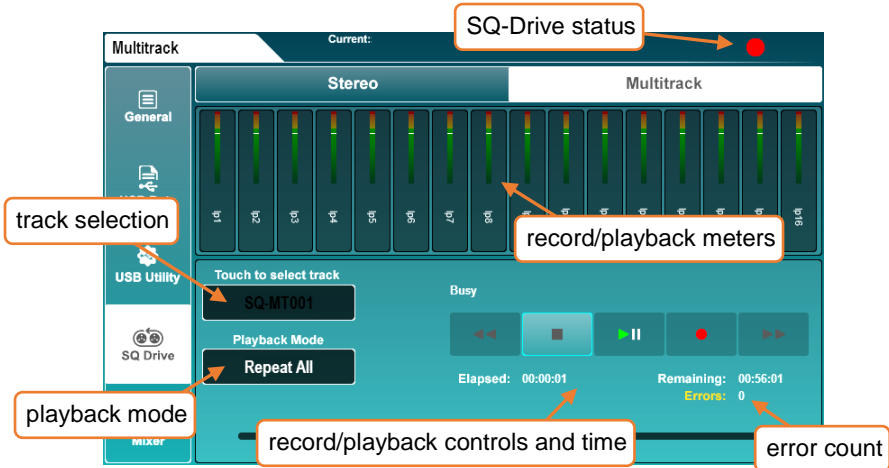 SQ-Drive status
Multitrack
Current:
Stereo
Multitrack
General
Ip1
Ip2
Ip3
Ip4
Ip5
Ip6
Ip7
Ip8
Ip16
track selection
record/playback meters
USB Utility
Touch to select track
SQ-MT001
Busy
SQ Drive
Playback Mode
Repeat All
Elapsed: 00:00:01
Remaining: 00:56:01
Errors: 0
playback mode
record/playback controls and time
error count
Mixer